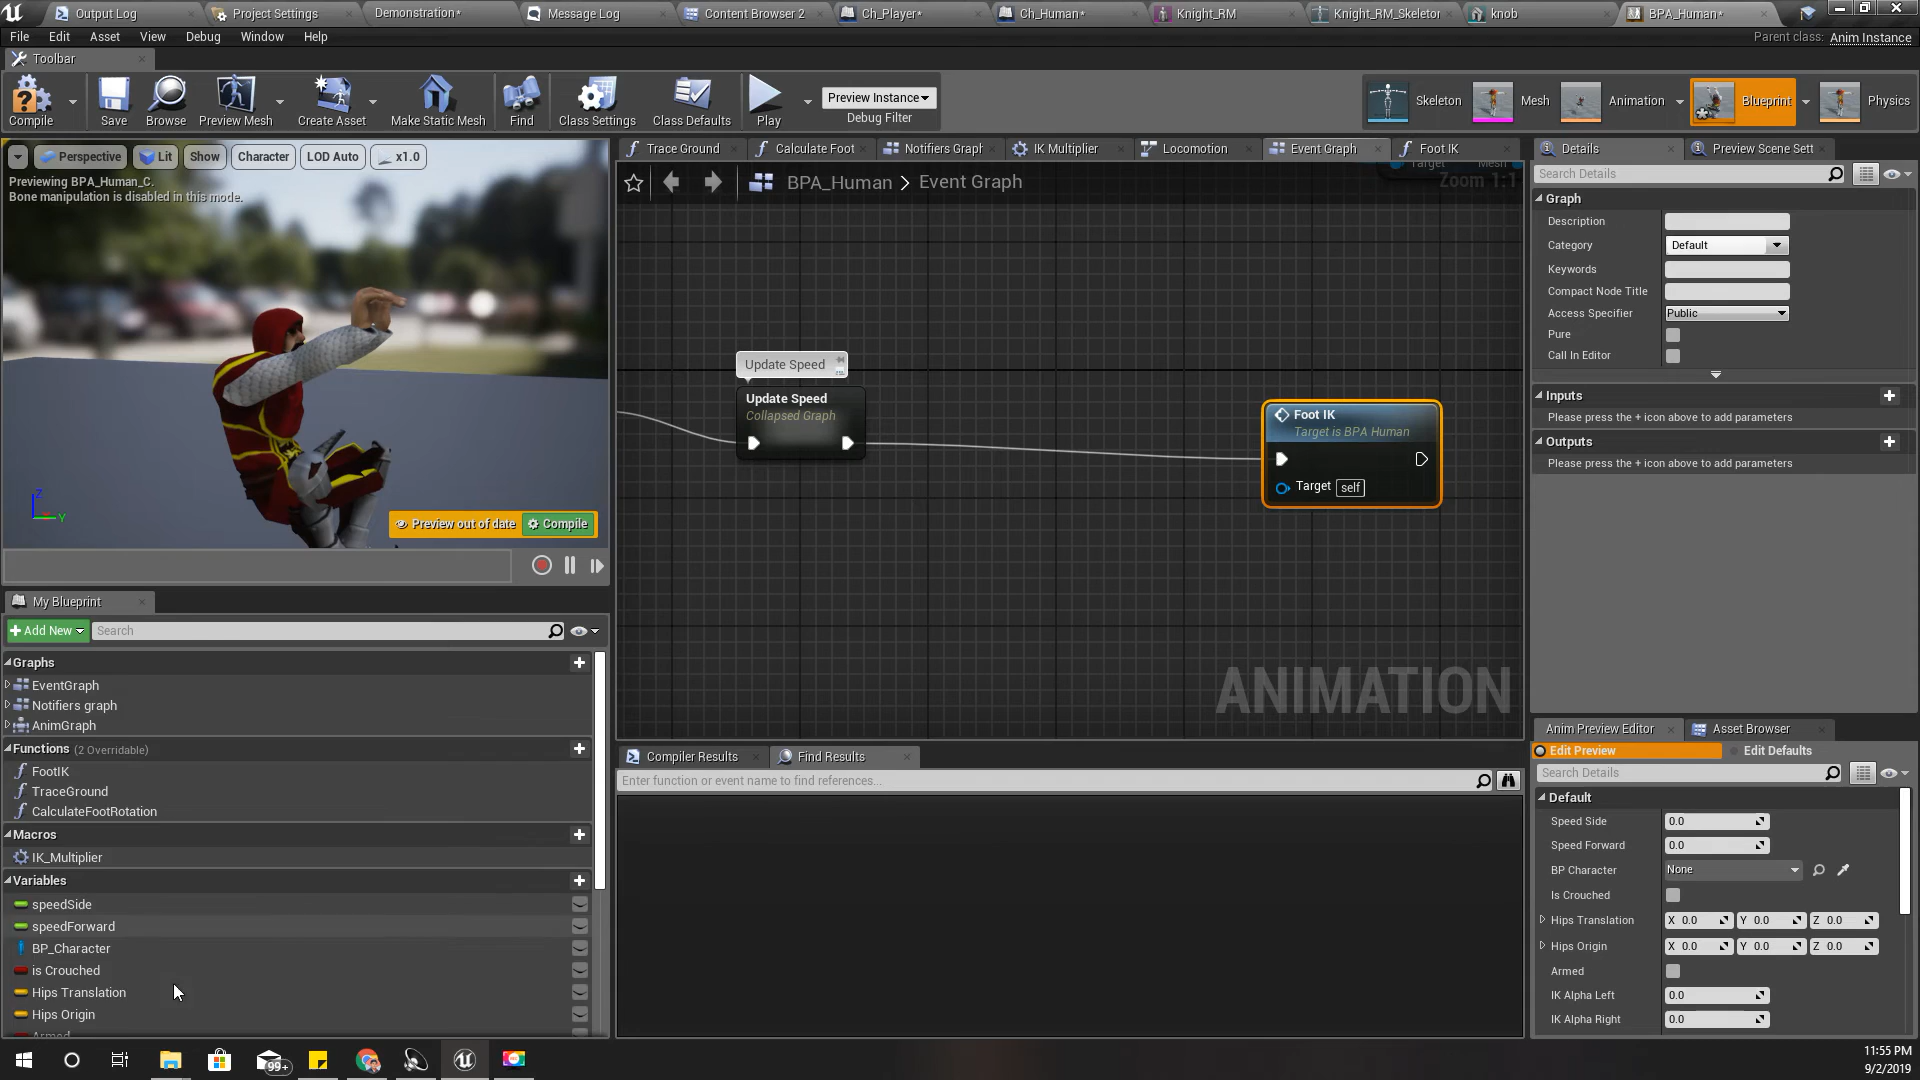 Output Log
Project Settings
Demonstration*
Message Log
Content Browser 2
Ch_Player*
Ch_Human*
Knight_RM
Knight_RM_Skeleton
knob
BPA_Human*
File Edit Asset View Debug Window Help
Parent class: Anim Instance
Toolbar
Compile
Save
Browse
Preview Mesh
Create Asset
Make Static Mesh
Find
Class Settings
Class Defaults
Play
Preview Instance
Debug Filter
Skeleton
Mesh
Animation
Blueprint
Physics
Perspective
Lit
Show
Character
LOD Auto
x1.0
Previewing BPA_Human_C.
Bone manipulation is disabled in this mode.
Z
Y
Preview out of date
Compile
Trace Ground
Calculate Foot
Notifiers Graph
IK Multiplier
Locomotion
Event Graph
Foot IK
BPA_Human > Event Graph
Target Mesh
Zoom 1:1
Update Speed
Update Speed
Collapsed Graph
Foot IK
Target is BPA Human
Target self
ANIMATION
My Blueprint
Add New
Search
Graphs
EventGraph
Notifiers graph
AnimGraph
Functions (2 Overridable)
FootIK
TraceGround
CalculateFootRotation
Macros
IK_Multiplier
Variables
speedSide
speedForward
BP_Character
is Crouched
Hips Translation
Hips Origin
Armed
Compiler Results
Find Results
Enter function or event name to find references...
Details
Preview Scene Sett
Search Details
Graph
Description
Category Default
Keywords
Compact Node Title
Access Specifier Public
Pure
Call In Editor
Inputs
Please press the + icon above to add parameters
Outputs
Please press the + icon above to add parameters
Anim Preview Editor
Asset Browser
Edit Preview
Edit Defaults
Search Details
Default
Speed Side 0.0
Speed Forward 0.0
BP Character None
Is Crouched
Hips Translation X 0.0 Y 0.0 Z 0.0
Hips Origin X 0.0 Y 0.0 Z 0.0
Armed
IK Alpha Left 0.0
IK Alpha Right 0.0
99+
11:55 PM
9/2/2019